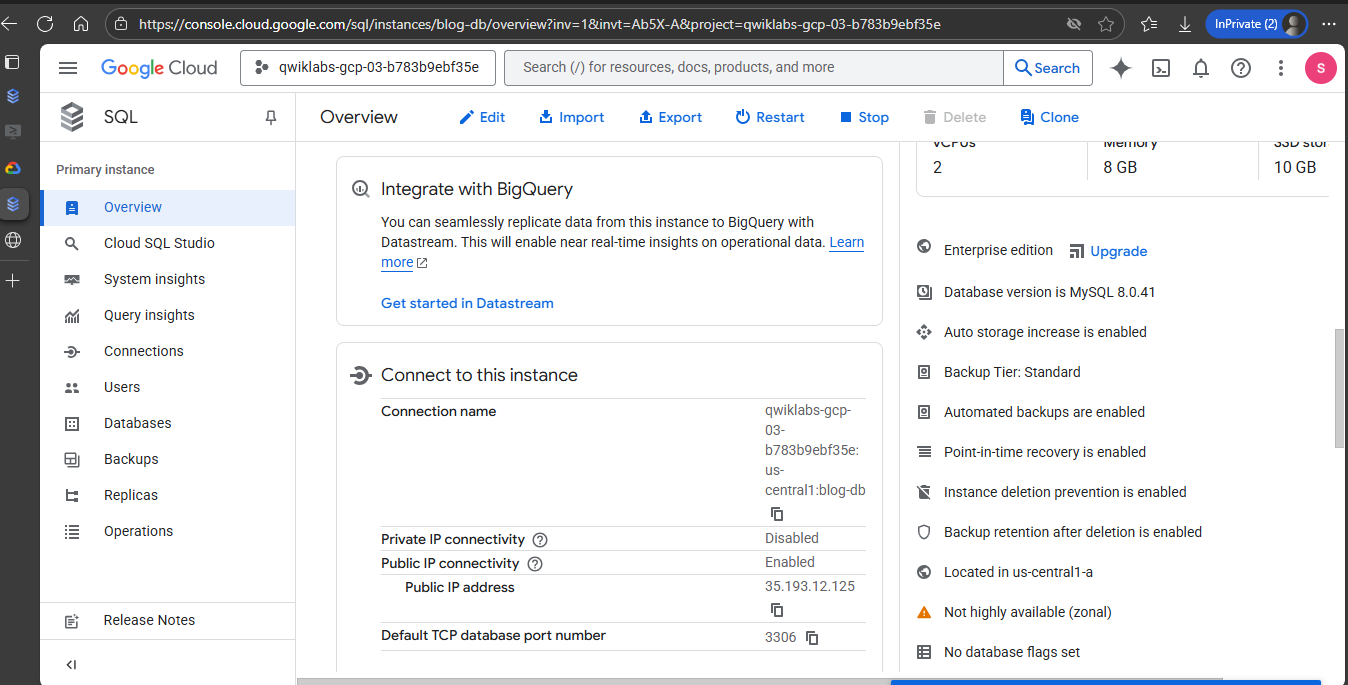 https://console.cloud.google.com/sql/instances/blog-db/overview?inv=1&invt=Ab5X-A&project=qwiklabs-gcp-03-b783b9ebf35e
InPrivate (2)
Google Cloud
qwiklabs-gcp-03-b783b9ebf35e
Search (/) for resources, docs, products, and more
Search
S
SQL
Overview
Edit
Import
Export
Restart
Stop
Delete
Clone
Primary instance
Overview
Cloud SQL Studio
System insights
Query insights
Connections
Users
Databases
Backups
Replicas
Operations
Release Notes
Integrate with BigQuery
You can seamlessly replicate data from this instance to BigQuery with
Datastream. This will enable near real-time insights on operational data. Learn
more
Get started in Datastream
Connect to this instance
Connection name
qwiklabs-gcp-
03-
b783b9ebf35e:
us-
central1:blog-db
Private IP connectivity
Disabled
Public IP connectivity
Enabled
Public IP address
35.193.12.125
Default TCP database port number
3306
vCPUs
Memory
SSD stor
2
8 GB
10 GB
Enterprise edition
Upgrade
Database version is MySQL 8.0.41
Auto storage increase is enabled
Backup Tier: Standard
Automated backups are enabled
Point-in-time recovery is enabled
Instance deletion prevention is enabled
Backup retention after deletion is enabled
Located in us-central1-a
Not highly available (zonal)
No database flags set